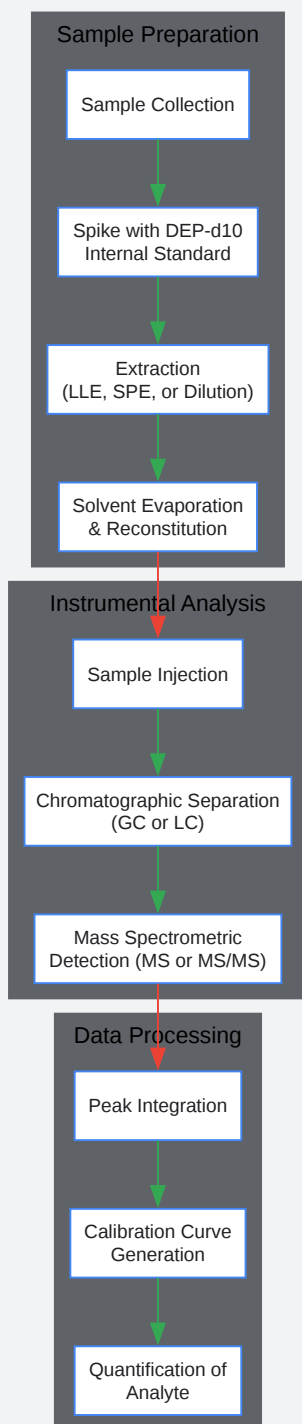 Sample Preparation
Sample Collection
Spike with DEP-d10
Internal Standard
Extraction
(LLE, SPE, or Dilution)
Solvent Evaporation
& Reconstitution
Instrumental Analysis
Sample Injection
Chromatographic Separation
(GC or LC)
Mass Spectrometric
Detection (MS or MS/MS)
Data Processing
Peak Integration
Calibration Curve
Generation
Quantification of
Analyte